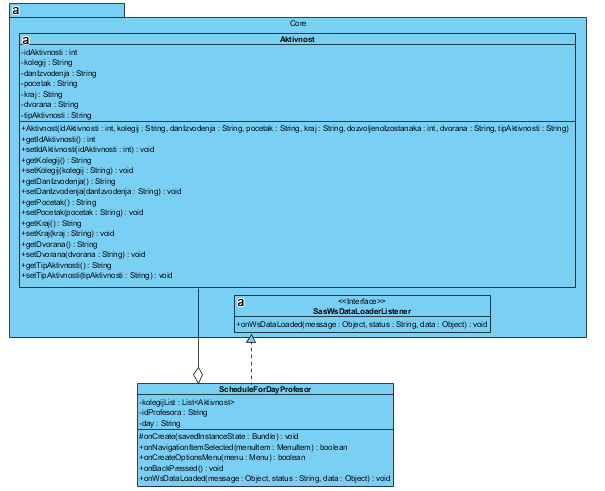 a
Core
a
Aktivnost
-idAktivnosti : int
-kolegij : String
-danIzvodenja : String
-pocetak : String
-kraj : String
-dvorana : String
-tipAktivnosti : String
+Aktivnost(idAktivnosti : int, kolegij : String, danIzvodenja : String, pocetak : String, kraj : String, dozvoljenoIzostanaka : int, dvorana : String, tipAktivnosti : String)
+getIdAktivnosti() : int
+setIdAktivnosti(idAktivnosti : int) : void
+getKolegij() : String
+setKolegij(kolegij : String) : void
+getDanIzvodenja() : String
+setDanIzvodenja(danIzvodenja : String) : void
+getPocetak() : String
+setPocetak(pocetak : String) : void
+getKraj() : String
+setKraj(kraj : String) : void
+getDvorana() : String
+setDvorana(dvorana : String) : void
+getTipAktivnosti() : String
+setTipAktivnosti(tipAktivnosti : String) : void
a
<<Interface>>
SasWsDataLoaderListener
+onWsDataLoaded(message : Object, status : String, data : Object) : void
ScheduleForDayProfesor
-kolegijList : List<Aktivnost>
-idProfesora : String
-day : String
#onCreate(savedInstanceState : Bundle) : void
+onNavigationItemSelected(menuItem : MenuItem) : boolean
+onCreateOptionsMenu(menu : Menu) : boolean
+onBackPressed() : void
+onWsDataLoaded(message : Object, status : String, data : Object) : void